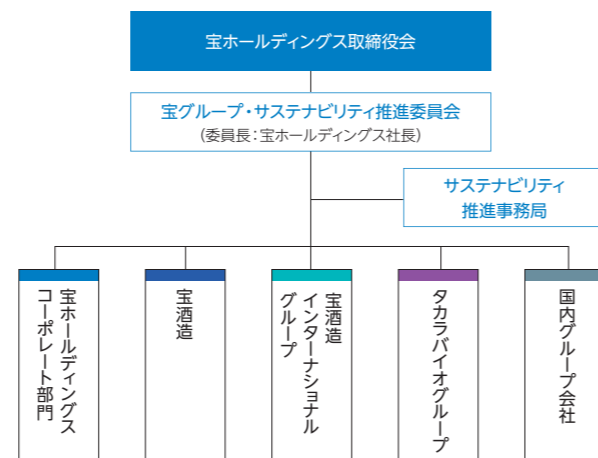 宝ホールディングス取締役会
宝グループ・サステナビリティ推進委員会
（委員長：宝ホールディングス社長）
サステナビリティ
推進事務局
宝ホールディングス
コーポレート部門
宝酒造
宝酒造
インターナショナル
グループ
タカラバイオグループ
国内グループ会社